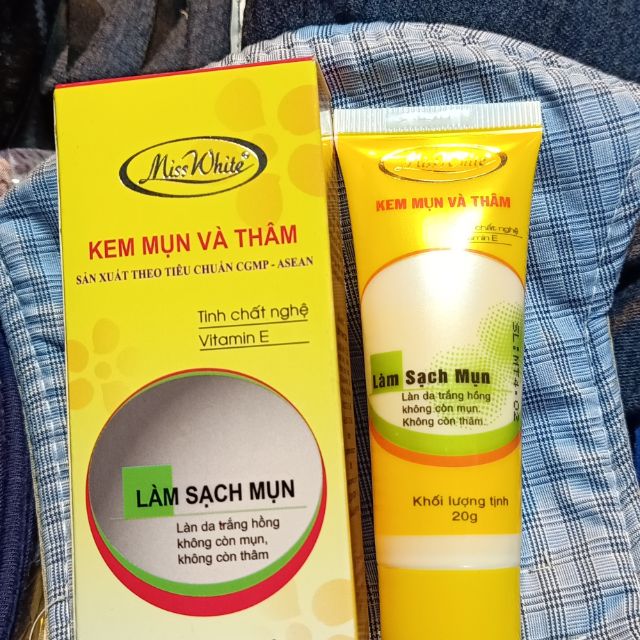 Miss White
KEM MỤN VÀ THÂM
SẢN XUẤT THEO TIÊU CHUẨN CGMP - ASEAN
Tinh chất nghệ
Vitamin E
LÀM SẠCH MỤN
Làn da trắng hồng
không còn mụn,
không còn thâm
Miss White
KEM MỤN VÀ THÂM
chất nghệ
Vitamin E
Làm Sạch Mụn
Làn da trắng hồng
không còn mụn.
Không còn thâm.
Khối lượng tịnh
20g